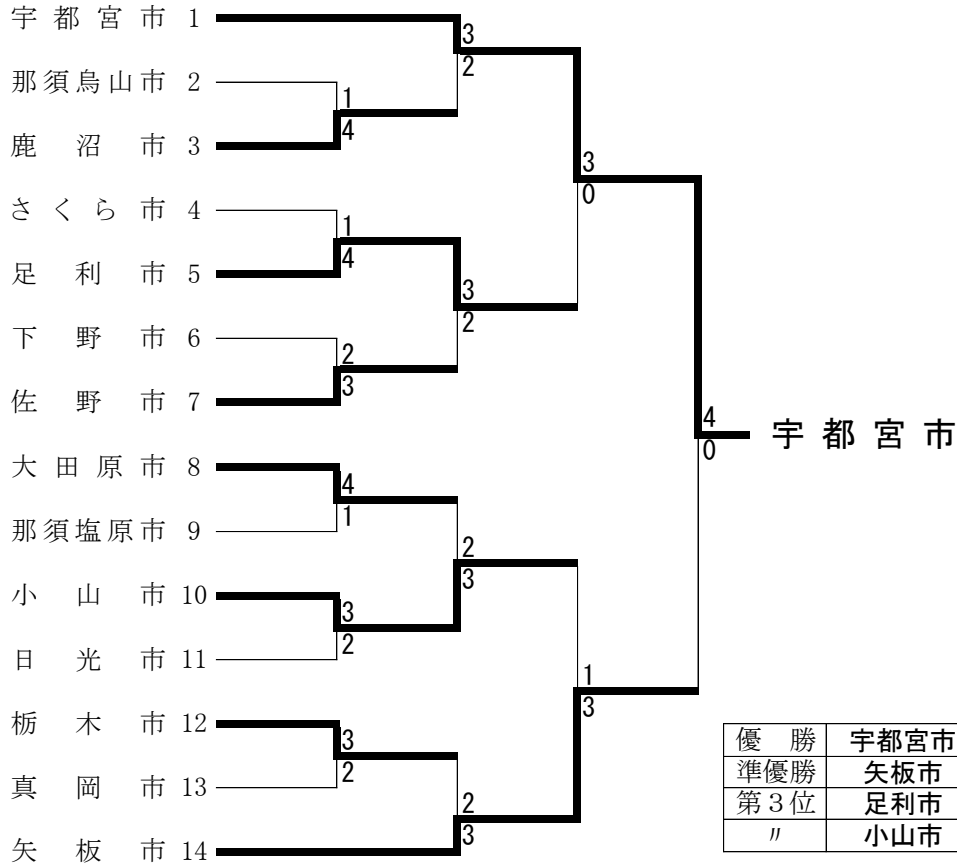 宇都宮市 1
3
2
那須烏山市 2
1
4
鹿沼市 3
3
0
さくら市 4
1
4
足利市 5
3
2
下野市 6
2
3
佐野市 7
4
0
宇都宮市
大田原市 8
4
1
那須塩原市 9
2
3
小山市 10
3
2
日光市 11
1
3
栃木市 12
3
2
真岡市 13
2
3
矢板市 14
優勝 宇都宮市
準優勝 矢板市
第3位 足利市
〃 小山市